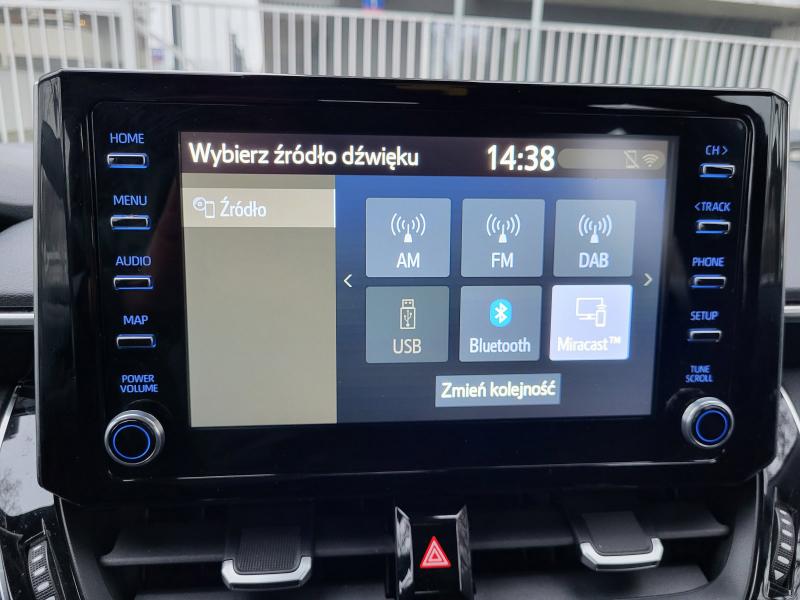 HOME
MENU
AUDIO
MAP
POWER
VOLUME
Wybierz źródło dźwięku 14:38
Źródło
AM FM DAB
‹ ›
USB Bluetooth Miracast™
Zmień kolejność
CH >
< TRACK
PHONE
SETUP
TUNE
SCROLL